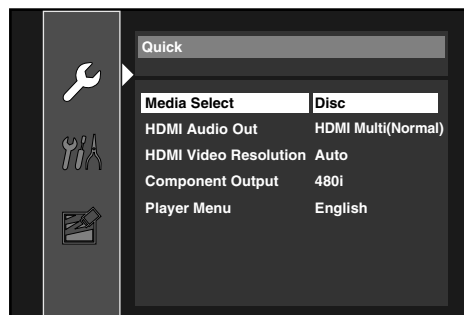 Quick
Media Select Disc
HDMI Audio Out HDMI Multi(Normal)
HDMI Video Resolution Auto
Component Output 480i
Player Menu English